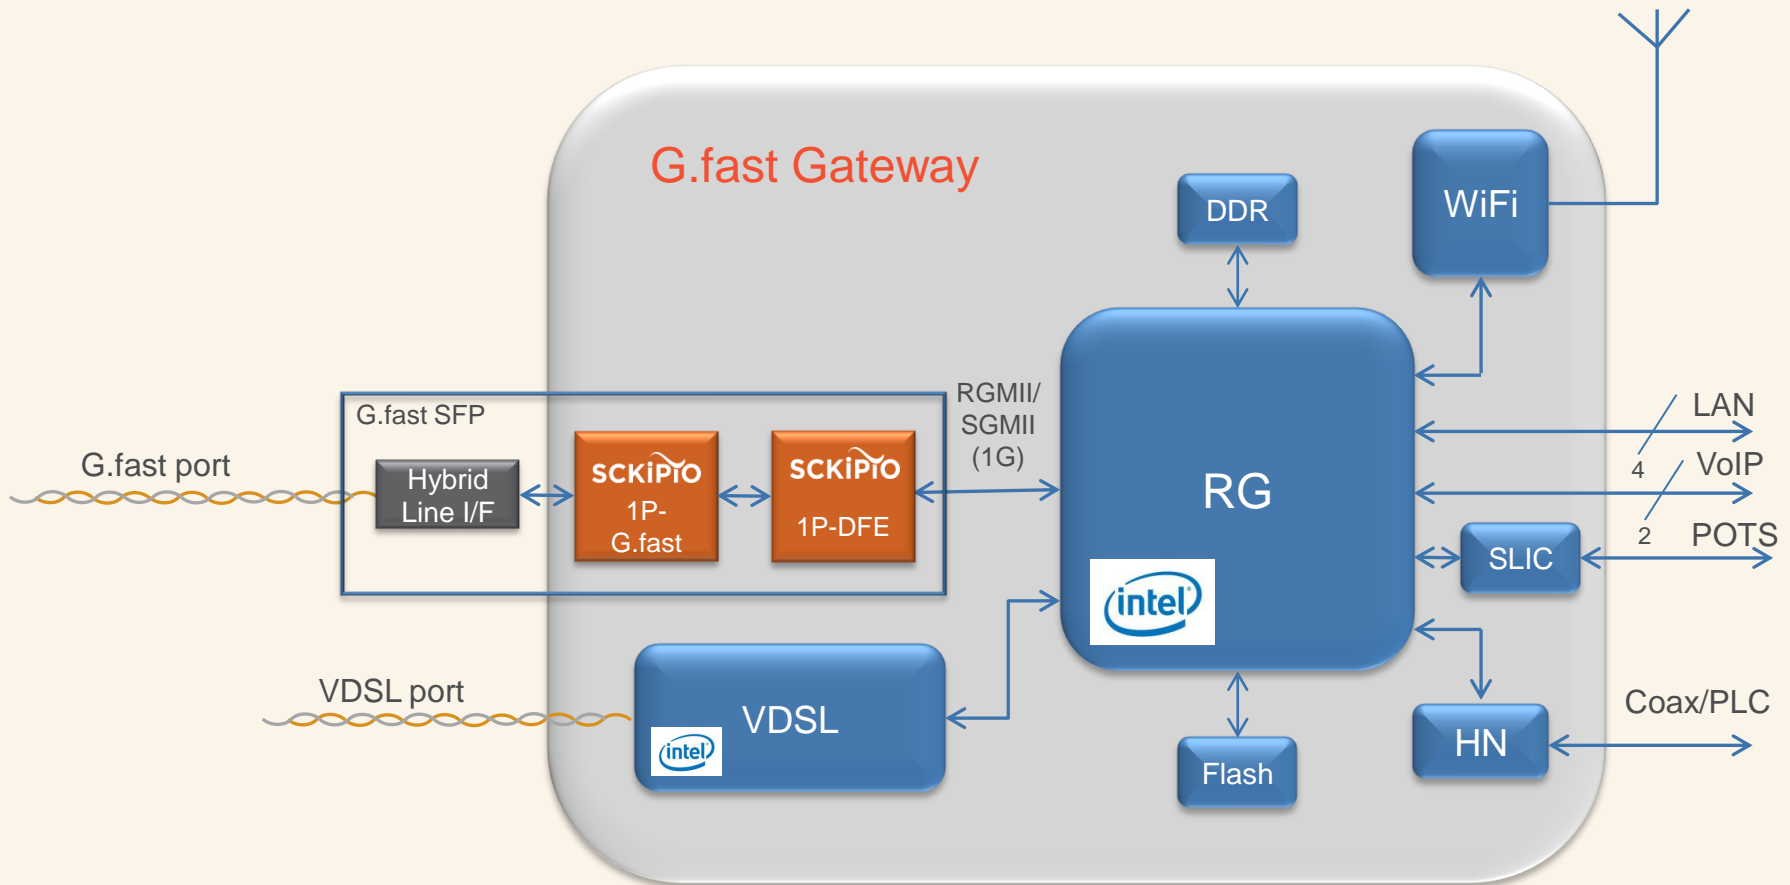 G.fast Gateway
WiFi
DDR
RGMII/
SGMII
(1G)
G.fast SFP
G.fast port
Hybrid
Line I/F
SCKiPiO
1P-
G.fast
SCKiPiO
1P-DFE
RG
intel
LAN
4
VoIP
2
POTS
SLIC
VDSL port
VDSL
intel
Flash
HN
Coax/PLC